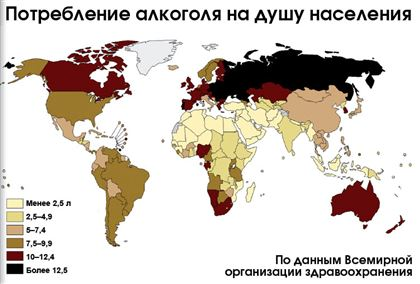 Потребление алкоголя на душу населения
Менее 2,5 л
2,5–4,9
5–7,4
7,5–9,9
10–12,4
Более 12,5
По данным Всемирной
организации здравоохранения